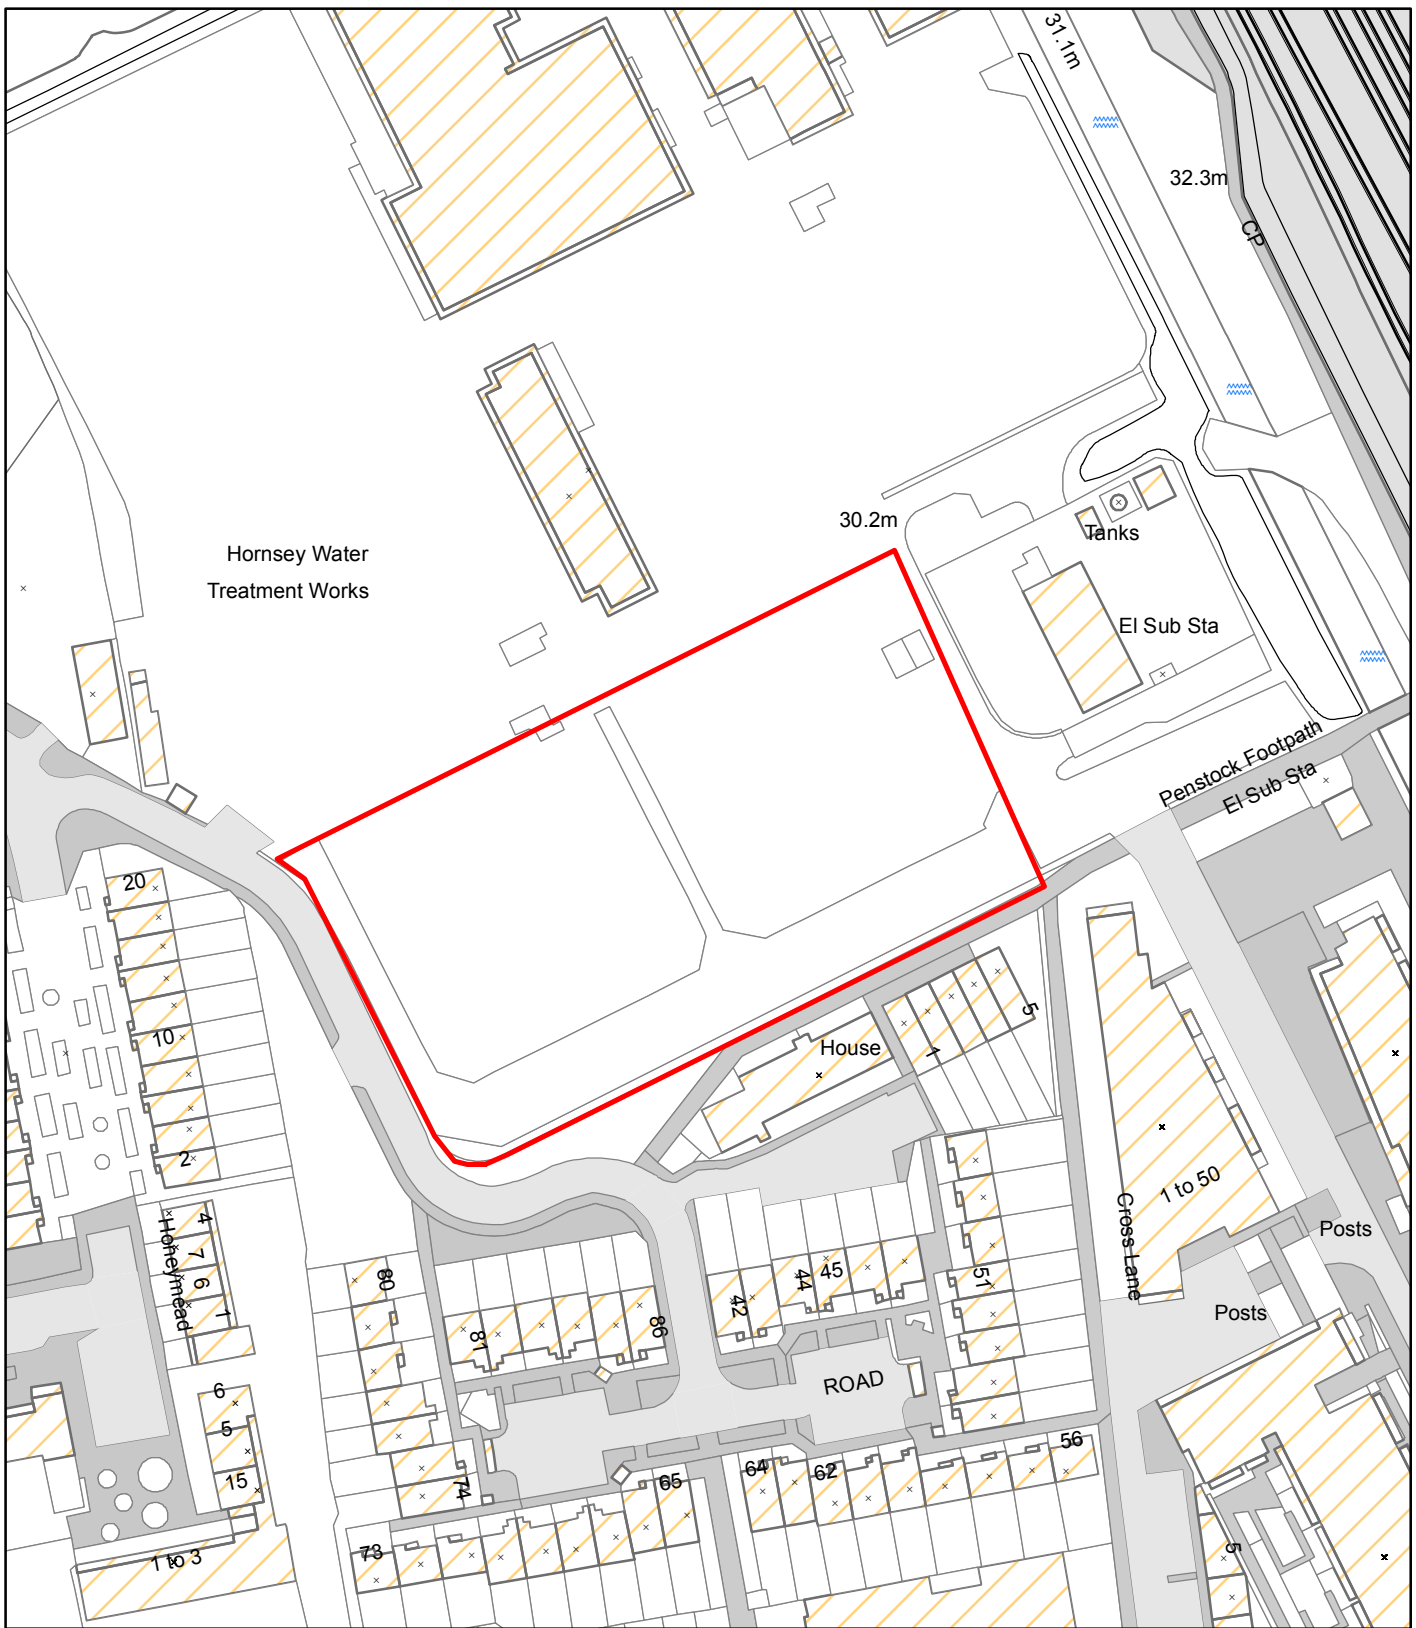 31.1m
32.3m
CP
30.2m
Tanks
Hornsey Water
Treatment Works
El Sub Sta
Penstock Footpath
El Sub Sta
20
10
2
House
1
5
Honeymead
4
7
6
1
80
81
86
42
44
45
51
Cross Lane
1 to 50
Posts
Posts
ROAD
6
5
15
1 to 3
74
73
65
64
62
56
5